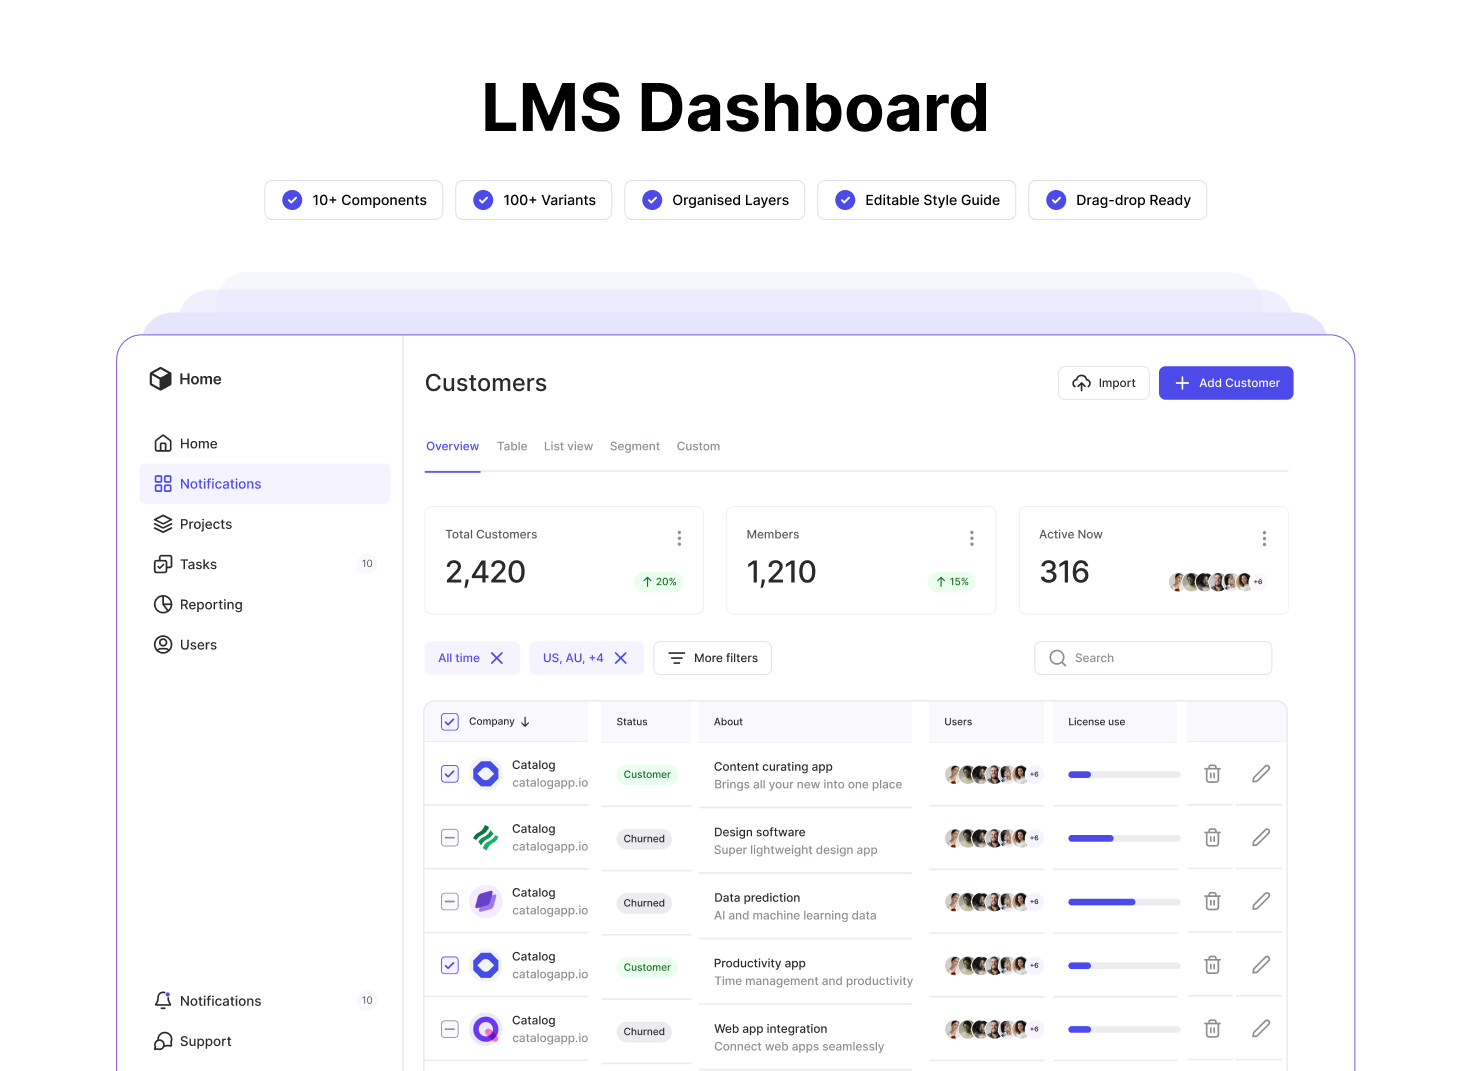 LMS Dashboard
10+ Components
100+ Variants
Organised Layers
Editable Style Guide
Drag-drop Ready
Home
Home
Notifications
Projects
Tasks
10
Reporting
Users
Notifications
10
Support
Customers
Import
Add Customer
Overview
Table
List view
Segment
Custom
Total Customers
2,420
20%
Members
1,210
15%
Active Now
316
+6
All time
US, AU, +4
More filters
Search
Company
Status
About
Users
License use
Catalog
catalogapp.io
Customer
Content curating app
Brings all your new into one place
+6
Catalog
catalogapp.io
Churned
Design software
Super lightweight design app
+6
Catalog
catalogapp.io
Churned
Data prediction
AI and machine learning data
+6
Catalog
catalogapp.io
Customer
Productivity app
Time management and productivity
+6
Catalog
catalogapp.io
Churned
Web app integration
Connect web apps seamlessly
+6